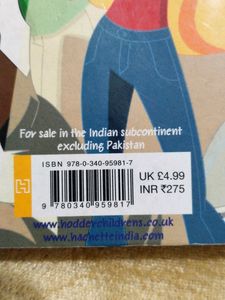 For sale in the Indian subcontinent
excluding Pakistan
ISBN 978-0-340-95981-7
UK £4.99
INR ₹275
9 780340 959817
www.hodderchildrens.co.uk
www.hachetteindia.com